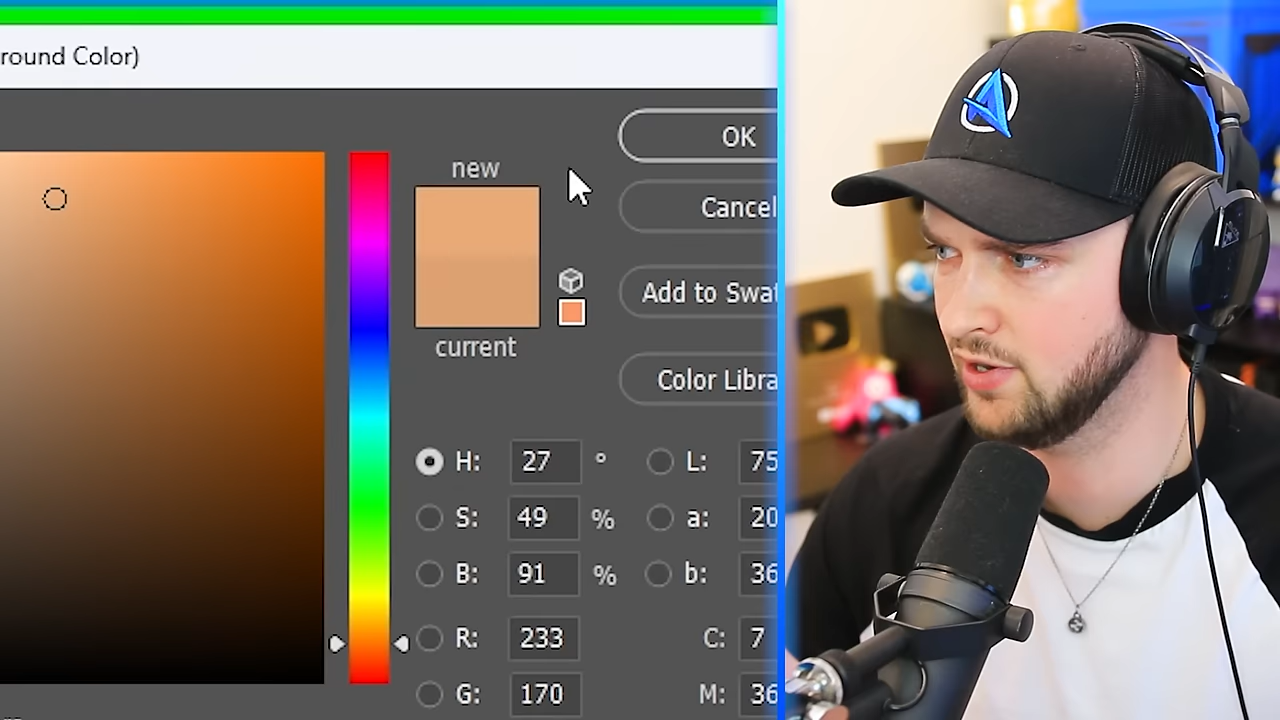 round Color)
new
OK
Cancel
Add to Swat
current
Color Libra
H: 27 ° L: 75
S: 49 % a: 20
B: 91 % b: 36
R: 233 C: 7
G: 170 M: 36